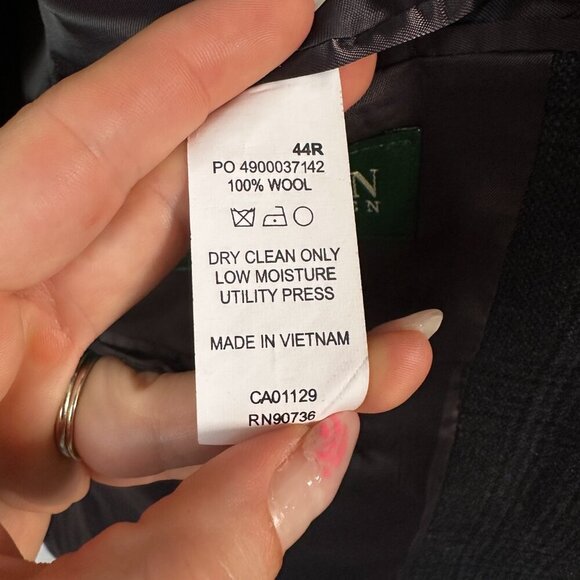 44R
PO 4900037142
100% WOOL
DRY CLEAN ONLY
LOW MOISTURE
UTILITY PRESS
MADE IN VIETNAM
CA01129
RN90736